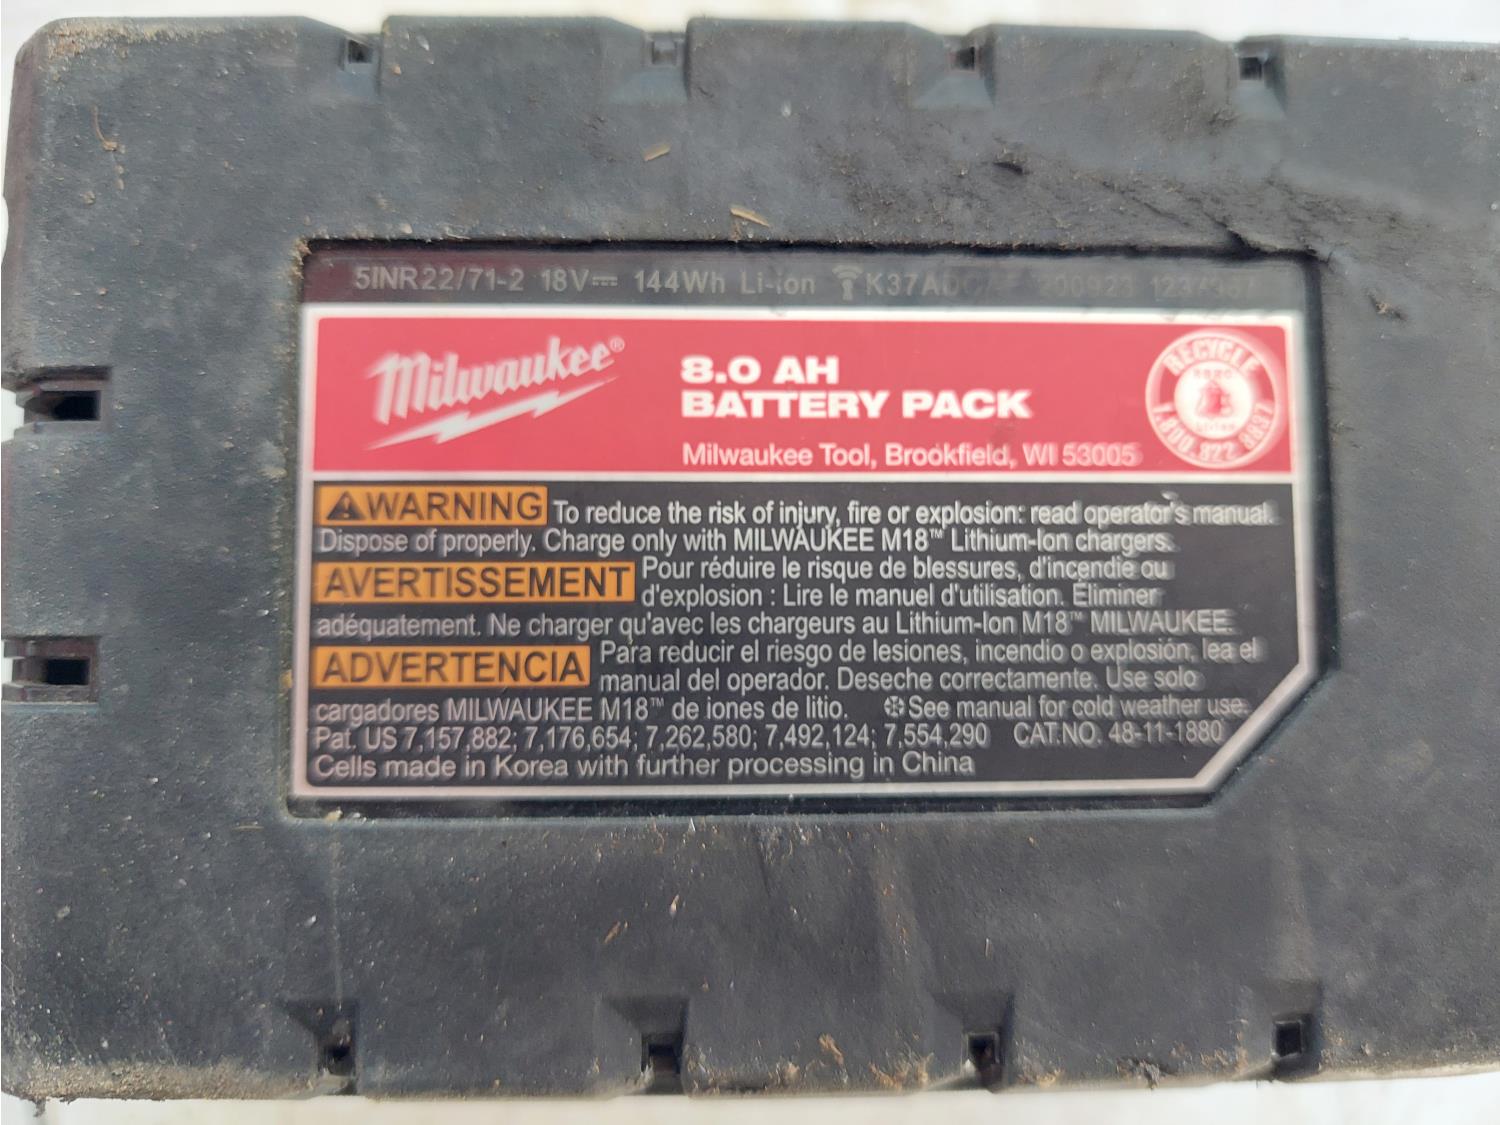 5INR22/71-2 18V⎓ 144Wh Li-ion
Milwaukee®
8.0 AH
BATTERY PACK
Milwaukee Tool, Brookfield, WI 53005
RECYCLE
1.800.822.8837
⚠WARNING To reduce the risk of injury, fire or explosion: read operator's manual.
Dispose of properly. Charge only with MILWAUKEE M18™ Lithium-Ion chargers.
AVERTISSEMENT Pour réduire le risque de blessures, d'incendie ou
d'explosion : Lire le manuel d'utilisation. Éliminer
adéquatement. Ne charger qu'avec les chargeurs au Lithium-Ion M18™ MILWAUKEE.
ADVERTENCIA Para reducir el riesgo de lesiones, incendio o explosión, lea el
manual del operador. Deseche correctamente. Use solo
cargadores MILWAUKEE M18™ de iones de litio. ❄See manual for cold weather use.
Pat. US 7,157,882; 7,176,654; 7,262,580; 7,492,124; 7,554,290 CAT.NO. 48-11-1880
Cells made in Korea with further processing in China